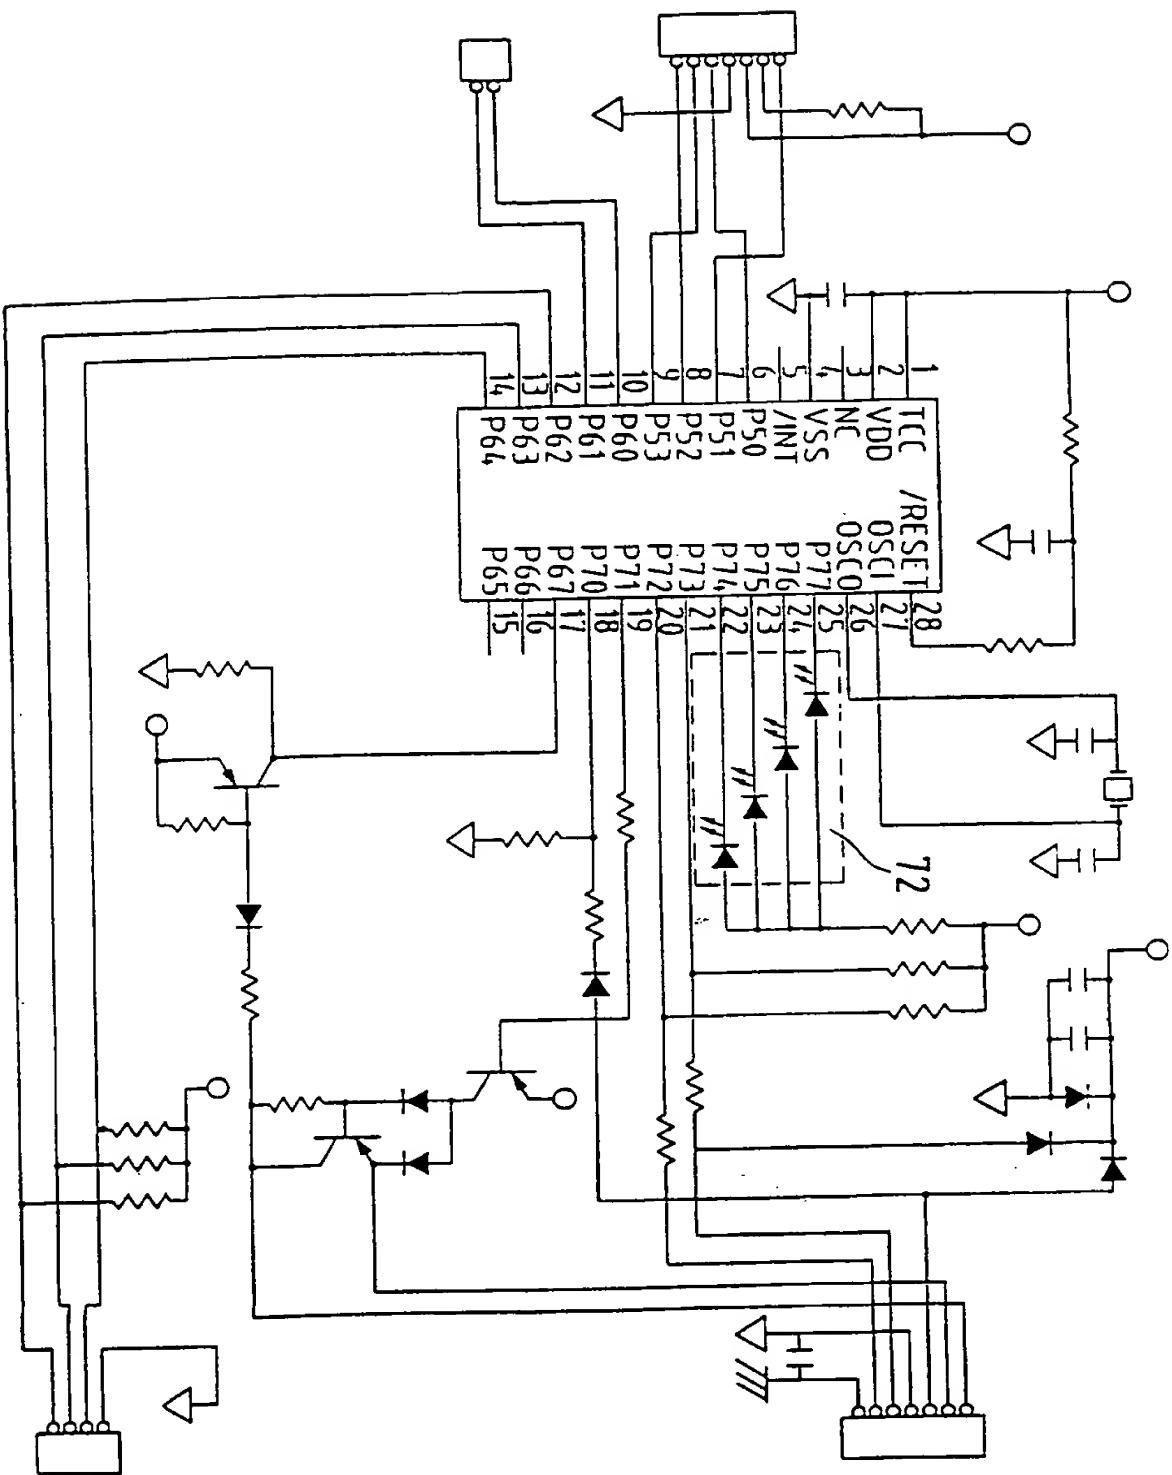 1 TCC
2 VDD
3 NC
4 VSS
5 /INT
6 P50
7 P51
8 P52
9 P53
10 P60
11 P61
12 P62
13 P63
14 P64
/RESET 28
OSCI 27
OSCO 26
P77 25
P76 24
P75 23
P74 22
P73 21
P72 20
P71 19
P70 18
P67 17
P66 16
P65 15
72